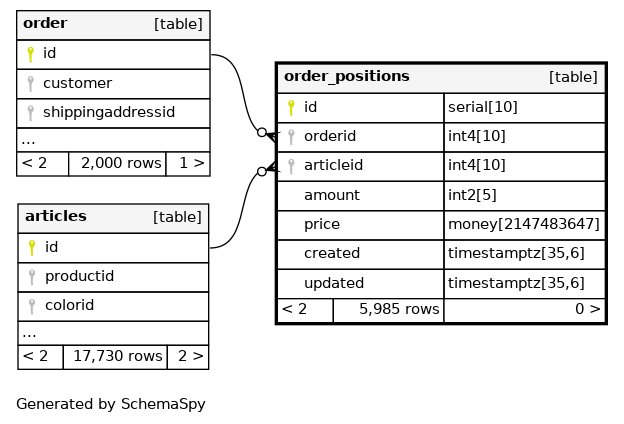 order [table]
id
customer
shippingaddressid
...
< 2 2,000 rows 1 >
order_positions [table]
id serial[10]
orderid int4[10]
articleid int4[10]
amount int2[5]
price money[2147483647]
created timestamptz[35,6]
updated timestamptz[35,6]
< 2 5,985 rows 0 >
articles [table]
id
productid
colorid
...
< 2 17,730 rows 2 >
Generated by SchemaSpy